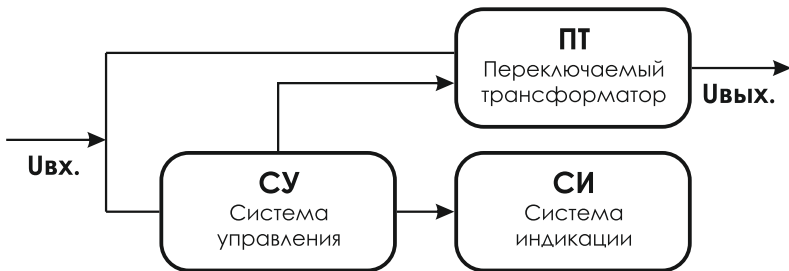 ПТ
Переключаемый
трансформатор
Uвых.
Uвх.
СУ
Система
управления
СИ
Система
индикации